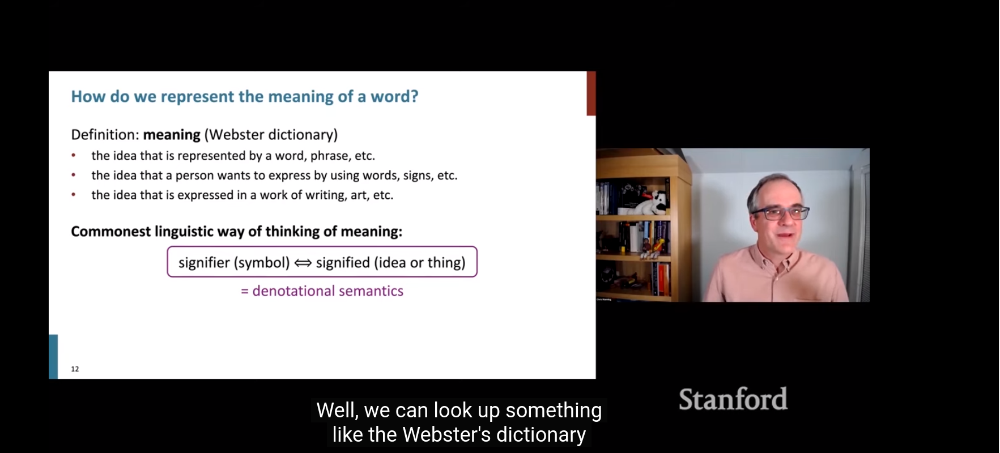 How do we represent the meaning of a word?
Definition: meaning (Webster dictionary)
• the idea that is represented by a word, phrase, etc.
• the idea that a person wants to express by using words, signs, etc.
• the idea that is expressed in a work of writing, art, etc.
Commonest linguistic way of thinking of meaning:
signifier (symbol) ⟺ signified (idea or thing)
= denotational semantics
12
Chris Manning
Stanford
Well, we can look up something
like the Webster's dictionary